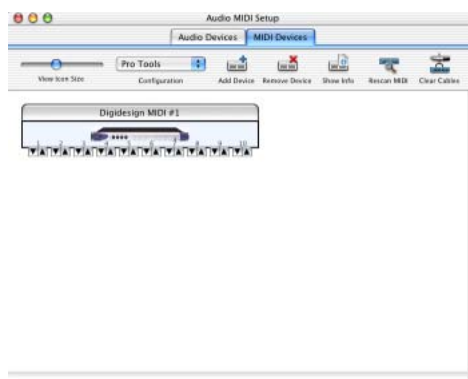 Audio MIDI Setup
Audio Devices MIDI Devices
Pro Tools
View Icon Size Configuration Add Device Remove Device Show Info Rescan MIDI Clear Cables
Digidesign MIDI #1